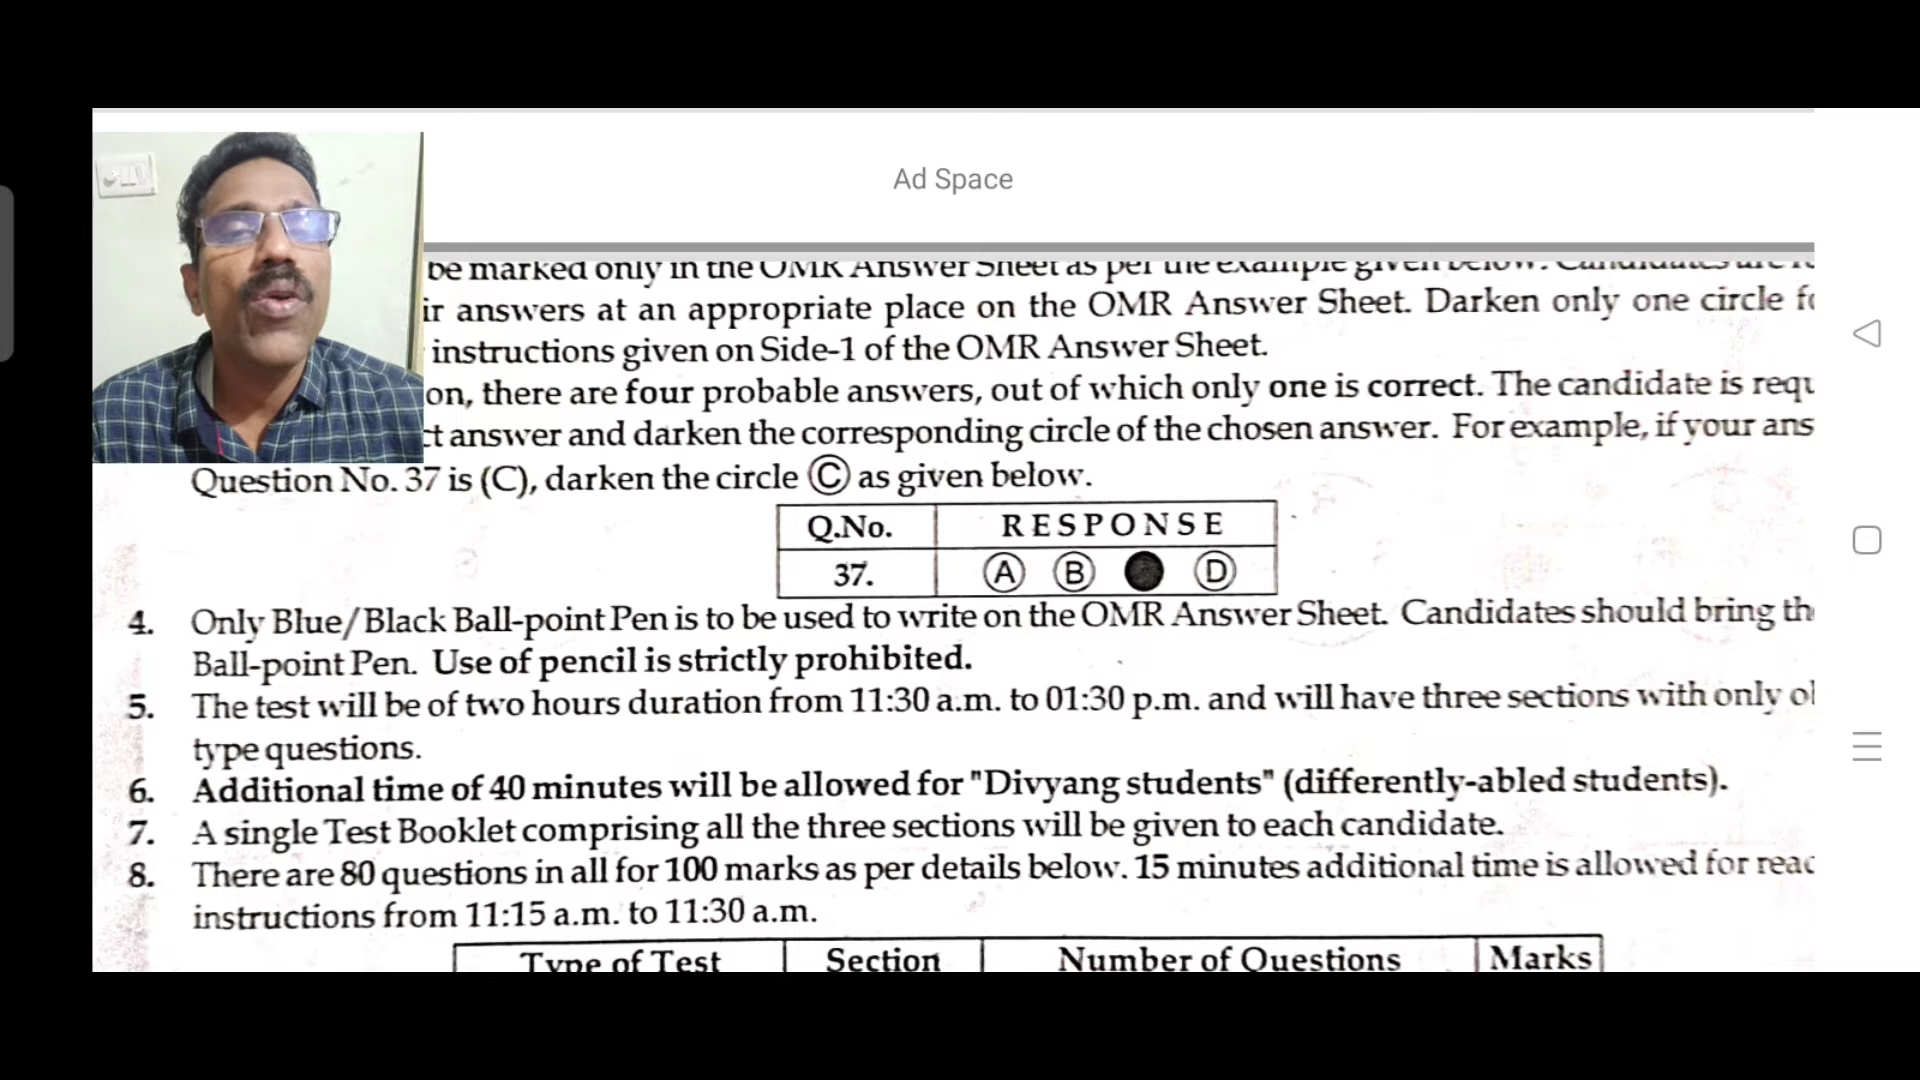 Ad Space
be marked only in the OMR Answer Sheet as per the example given below. Candidates are
ir answers at an appropriate place on the OMR Answer Sheet. Darken only one circle fo
instructions given on Side-1 of the OMR Answer Sheet.
on, there are four probable answers, out of which only one is correct. The candidate is requ
ct answer and darken the corresponding circle of the chosen answer. For example, if your ans
Question No. 37 is (C), darken the circle Ⓒ as given below.
Q.No. RESPONSE
37. Ⓐ Ⓑ ● Ⓓ
4. Only Blue/Black Ball-point Pen is to be used to write on the OMR Answer Sheet. Candidates should bring th
Ball-point Pen. Use of pencil is strictly prohibited.
5. The test will be of two hours duration from 11:30 a.m. to 01:30 p.m. and will have three sections with only ob
type questions.
6. Additional time of 40 minutes will be allowed for "Divyang students" (differently-abled students).
7. A single Test Booklet comprising all the three sections will be given to each candidate.
8. There are 80 questions in all for 100 marks as per details below. 15 minutes additional time is allowed for read
instructions from 11:15 a.m. to 11:30 a.m.
Type of Test Section Number of Questions Marks